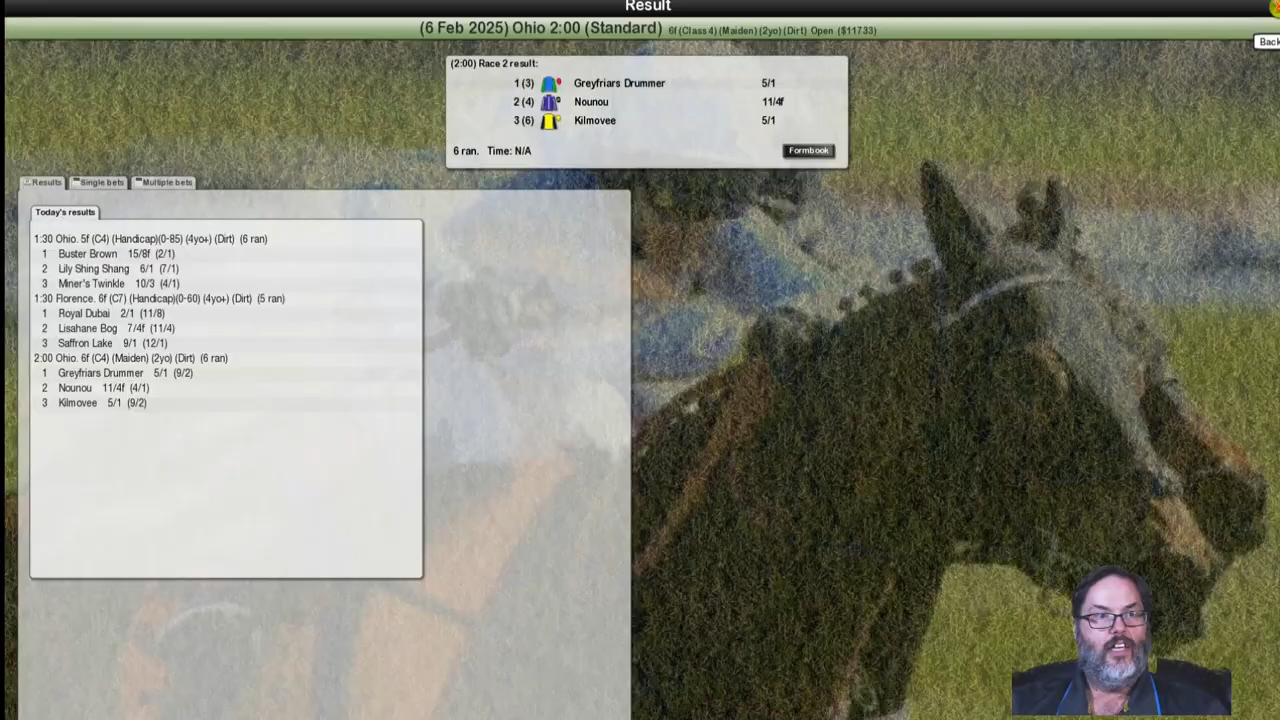 Result
(6 Feb 2025) Ohio 2:00 (Standard) 6f (Class 4) (Maiden) (2yo) (Dirt) Open ($11733)
Back
(2:00) Race 2 result:
1 (3) Greyfriars Drummer 5/1
2 (4) Nounou 11/4f
3 (6) Kilmovee 5/1
6 ran. Time: N/A Formbook
Results Single bets Multiple bets
Today's results
1:30 Ohio. 5f (C4) (Handicap)(0-85) (4yo+) (Dirt) (6 ran)
1 Buster Brown 15/8f (2/1)
2 Lily Shing Shang 6/1 (7/1)
3 Miner's Twinkle 10/3 (4/1)
1:30 Florence. 6f (C7) (Handicap)(0-60) (4yo+) (Dirt) (5 ran)
1 Royal Dubai 2/1 (11/8)
2 Lisahane Bog 7/4f (11/4)
3 Saffron Lake 9/1 (12/1)
2:00 Ohio. 6f (C4) (Maiden) (2yo) (Dirt) (6 ran)
1 Greyfriars Drummer 5/1 (9/2)
2 Nounou 11/4f (4/1)
3 Kilmovee 5/1 (9/2)